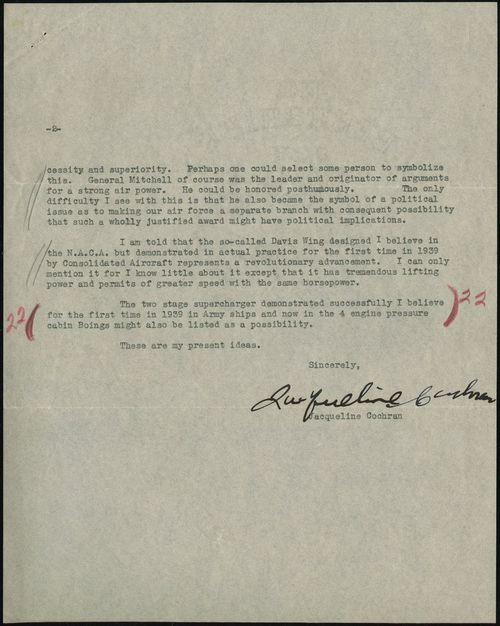 -2-
cessity and superiority. Perhaps one could select some person to symbolize
this. General Mitchell of course was the leader and originator of arguments
for a strong air power. He could be honored posthumously. The only
difficulty I see with this is that he also became the symbol of a political
issue as to making our air force a separate branch with consequent possibility
that such a wholly justified award might have political implications.
I am told that the so-called Davis Wing designed I believe in
the N.A.C.A. but demonstrated in actual practice for the first time in 1939
by Consolidated Aircraft represents a revolutionary advancement. I can only
mention it for I know little about it except that it has tremendous lifting
power and permits of greater speed with the same horsepower.
The two stage supercharger demonstrated successfully I believe
for the first time in 1939 in Army ships and now in the 4 engine pressure
cabin Boings might also be listed as a possibility.
22 ( ) 22
These are my present ideas.
Sincerely,
Jacqueline Cochran
Jacqueline Cochran